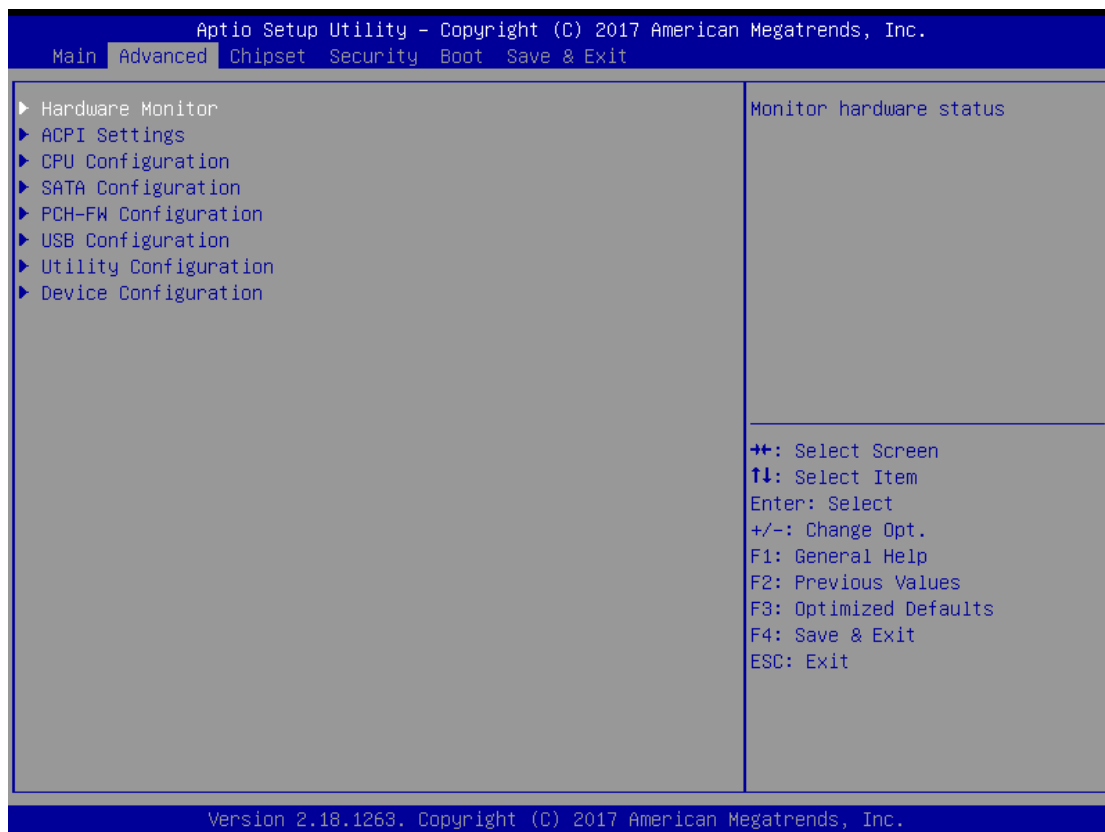 Aptio Setup Utility – Copyright (C) 2017 American Megatrends, Inc.
Main Advanced Chipset Security Boot Save & Exit
▶ Hardware Monitor
▶ ACPI Settings
▶ CPU Configuration
▶ SATA Configuration
▶ PCH-FW Configuration
▶ USB Configuration
▶ Utility Configuration
▶ Device Configuration
Monitor hardware status
→←: Select Screen
↑↓: Select Item
Enter: Select
+/-: Change Opt.
F1: General Help
F2: Previous Values
F3: Optimized Defaults
F4: Save & Exit
ESC: Exit
Version 2.18.1263. Copyright (C) 2017 American Megatrends, Inc.